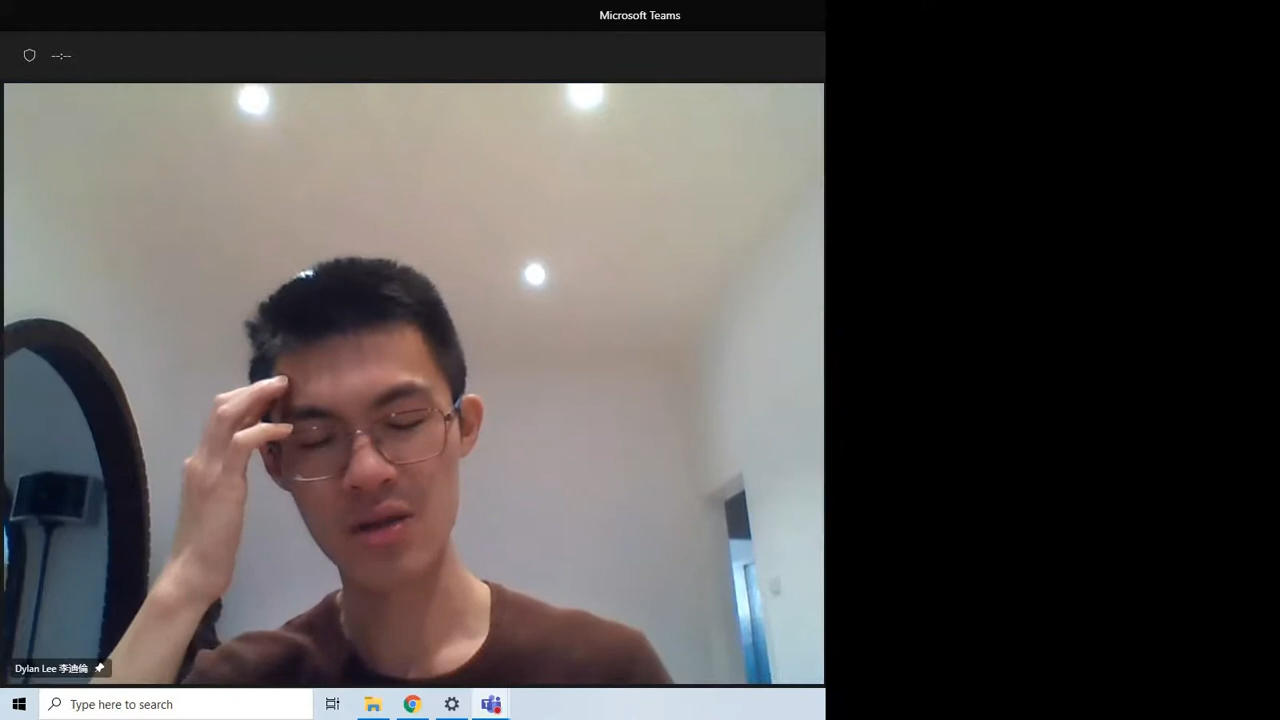 Microsoft Teams
--:--
Dylan Lee 李迪倫
Type here to search